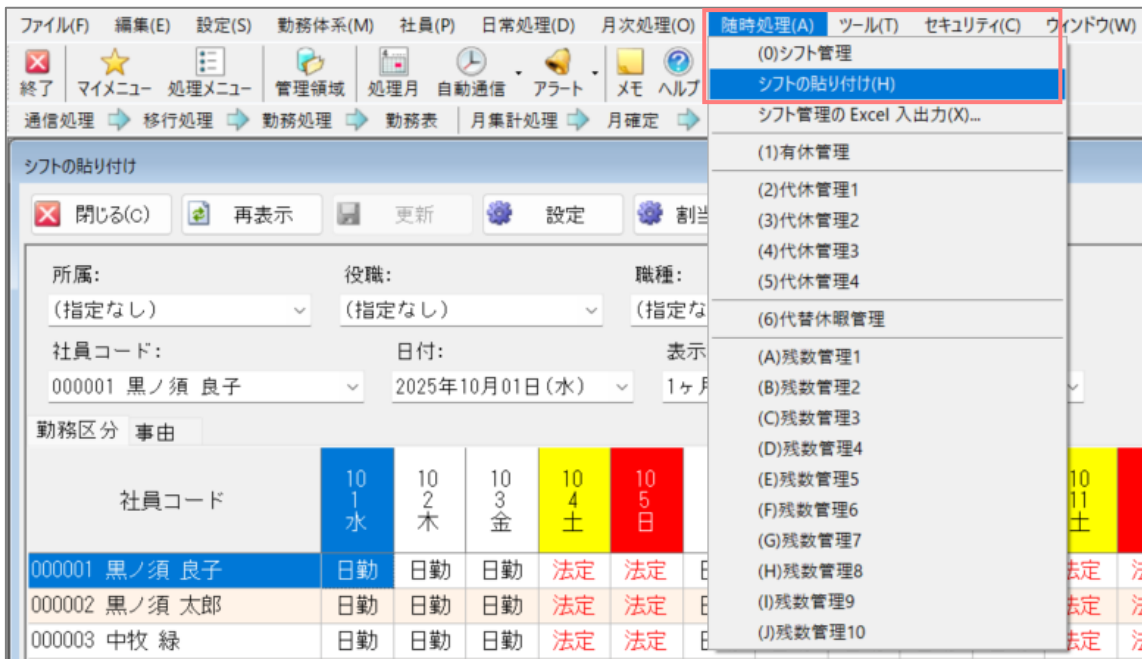 ファイル(F) 編集(E) 設定(S) 勤務体系(M) 社員(P) 日常処理(D) 月次処理(O) 随時処理(A) ツール(T) セキュリティ(C) ウィンドウ(W)
終了 マイメニュー 処理メニュー 管理領域 処理月 自動通信 アラート メモ ヘルプ
通信処理 移行処理 勤務処理 勤務表 月集計処理 月確定
(0)シフト管理
シフトの貼り付け(H)
シフト管理の Excel 入出力(X)...
(1)有休管理
(2)代休管理1
(3)代休管理2
(4)代休管理3
(5)代休管理4
(6)代替休暇管理
(A)残数管理1
(B)残数管理2
(C)残数管理3
(D)残数管理4
(E)残数管理5
(F)残数管理6
(G)残数管理7
(H)残数管理8
(I)残数管理9
(J)残数管理10
シフトの貼り付け
閉じる(C) 再表示 更新 設定 割
所属: 役職: 職種:
(指定なし) (指定なし) (指定な
社員コード: 日付: 表示
000001 黒ノ須 良子 2025年10月01日(水) 1ヶ月
勤務区分 事由
社員コード 10 1 水 10 2 木 10 3 金 10 4 土 10 5 日 10 11 土
000001 黒ノ須 良子 日勤 日勤 日勤 法定 法定 法定
000002 黒ノ須 太郎 日勤 日勤 日勤 法定 法定 法定
000003 中牧 緑 日勤 日勤 日勤 法定 法定 法定